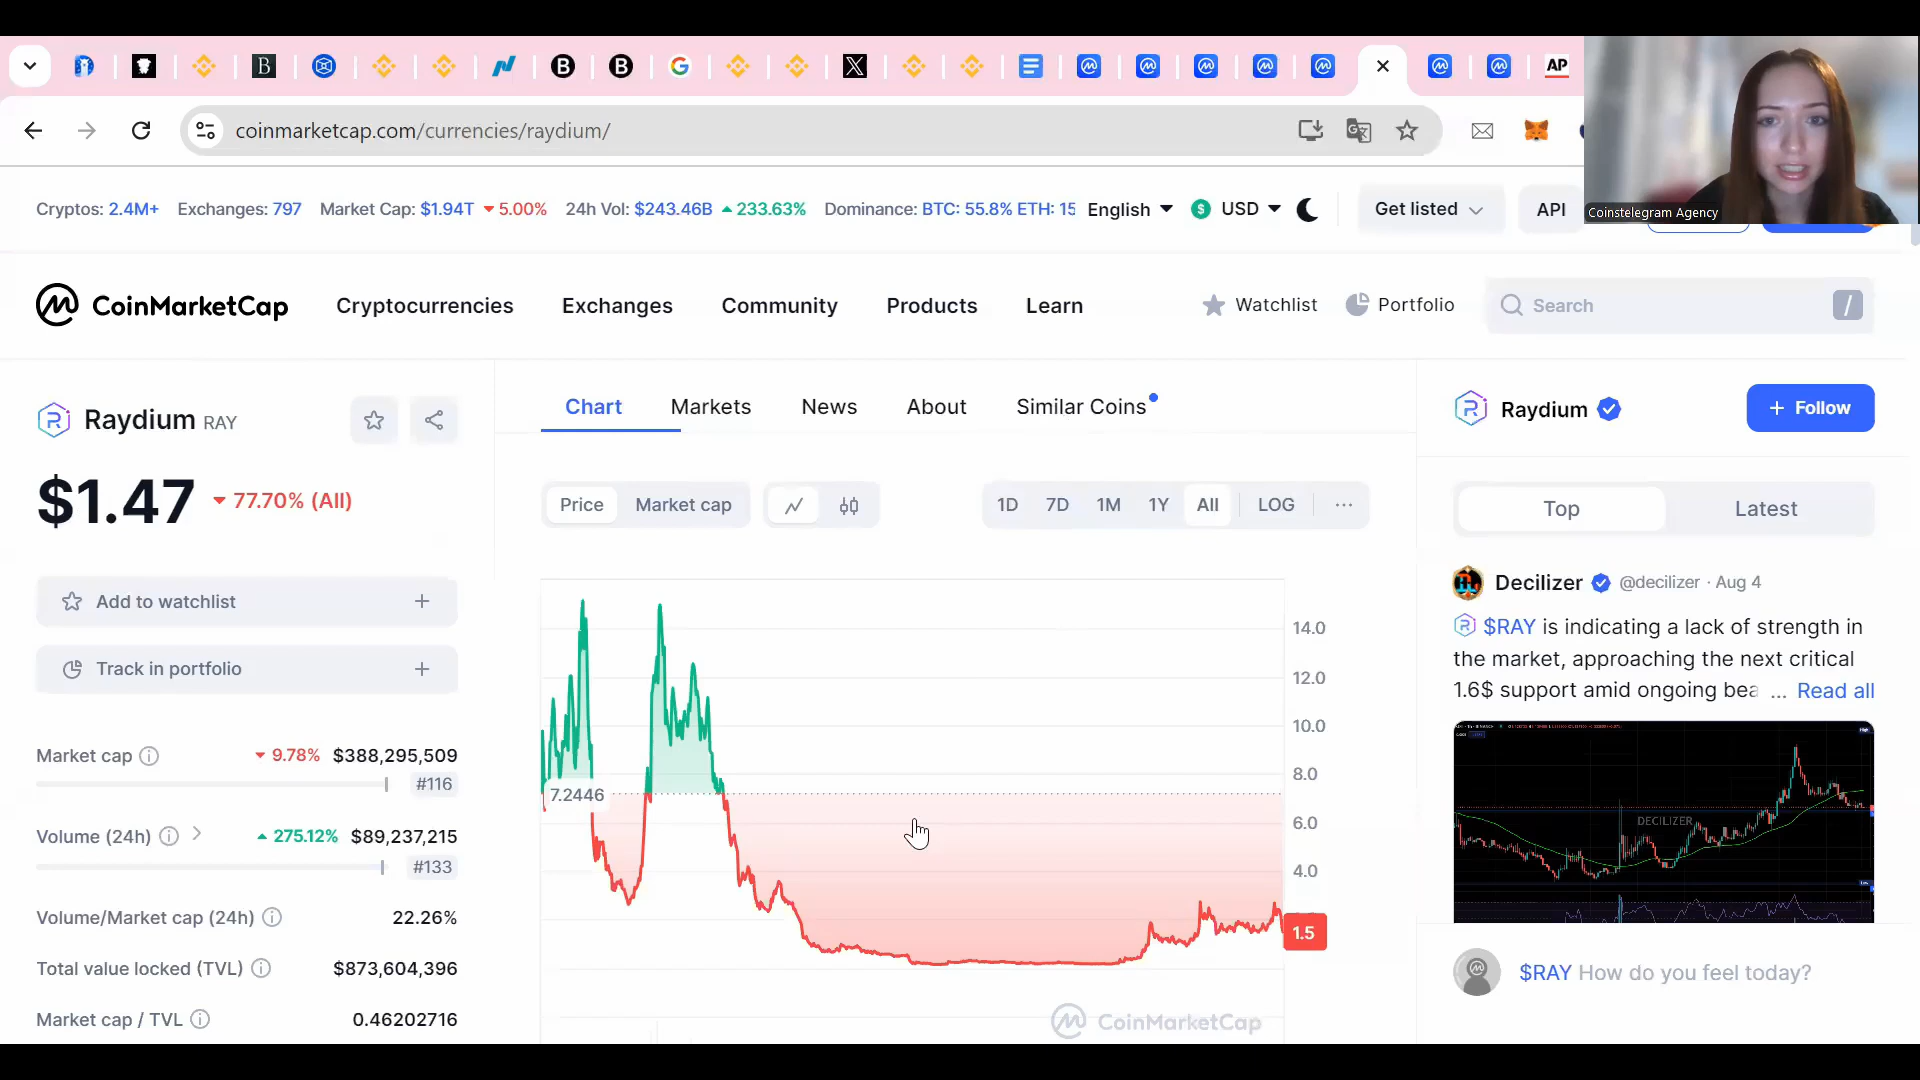 AP
coinmarketcap.com/currencies/raydium/
Coinstelegram Agency
Cryptos: 2.4M+ Exchanges: 797 Market Cap: $1.94T 5.00% 24h Vol: $243.46B 233.63% Dominance: BTC: 55.8% ETH: 15 English USD Get listed API
CoinMarketCap Cryptocurrencies Exchanges Community Products Learn Watchlist Portfolio Search /
Raydium RAY
$1.47 77.70% (All)
Add to watchlist +
Track in portfolio +
Market cap 9.78% $388,295,509
#116
Volume (24h) 275.12% $89,237,215
#133
Volume/Market cap (24h) 22.26%
Total value locked (TVL) $873,604,396
Market cap / TVL 0.46202716
Chart Markets News About Similar Coins
Price Market cap 1D 7D 1M 1Y All LOG ...
14.0
12.0
10.0
8.0
7.2446
6.0
4.0
1.5
CoinMarketCap
Raydium + Follow
Top Latest
Decilizer @decilizer · Aug 4
$RAY is indicating a lack of strength in
the market, approaching the next critical
1.6$ support amid ongoing bea ... Read all
DECILIZER
$RAY How do you feel today?